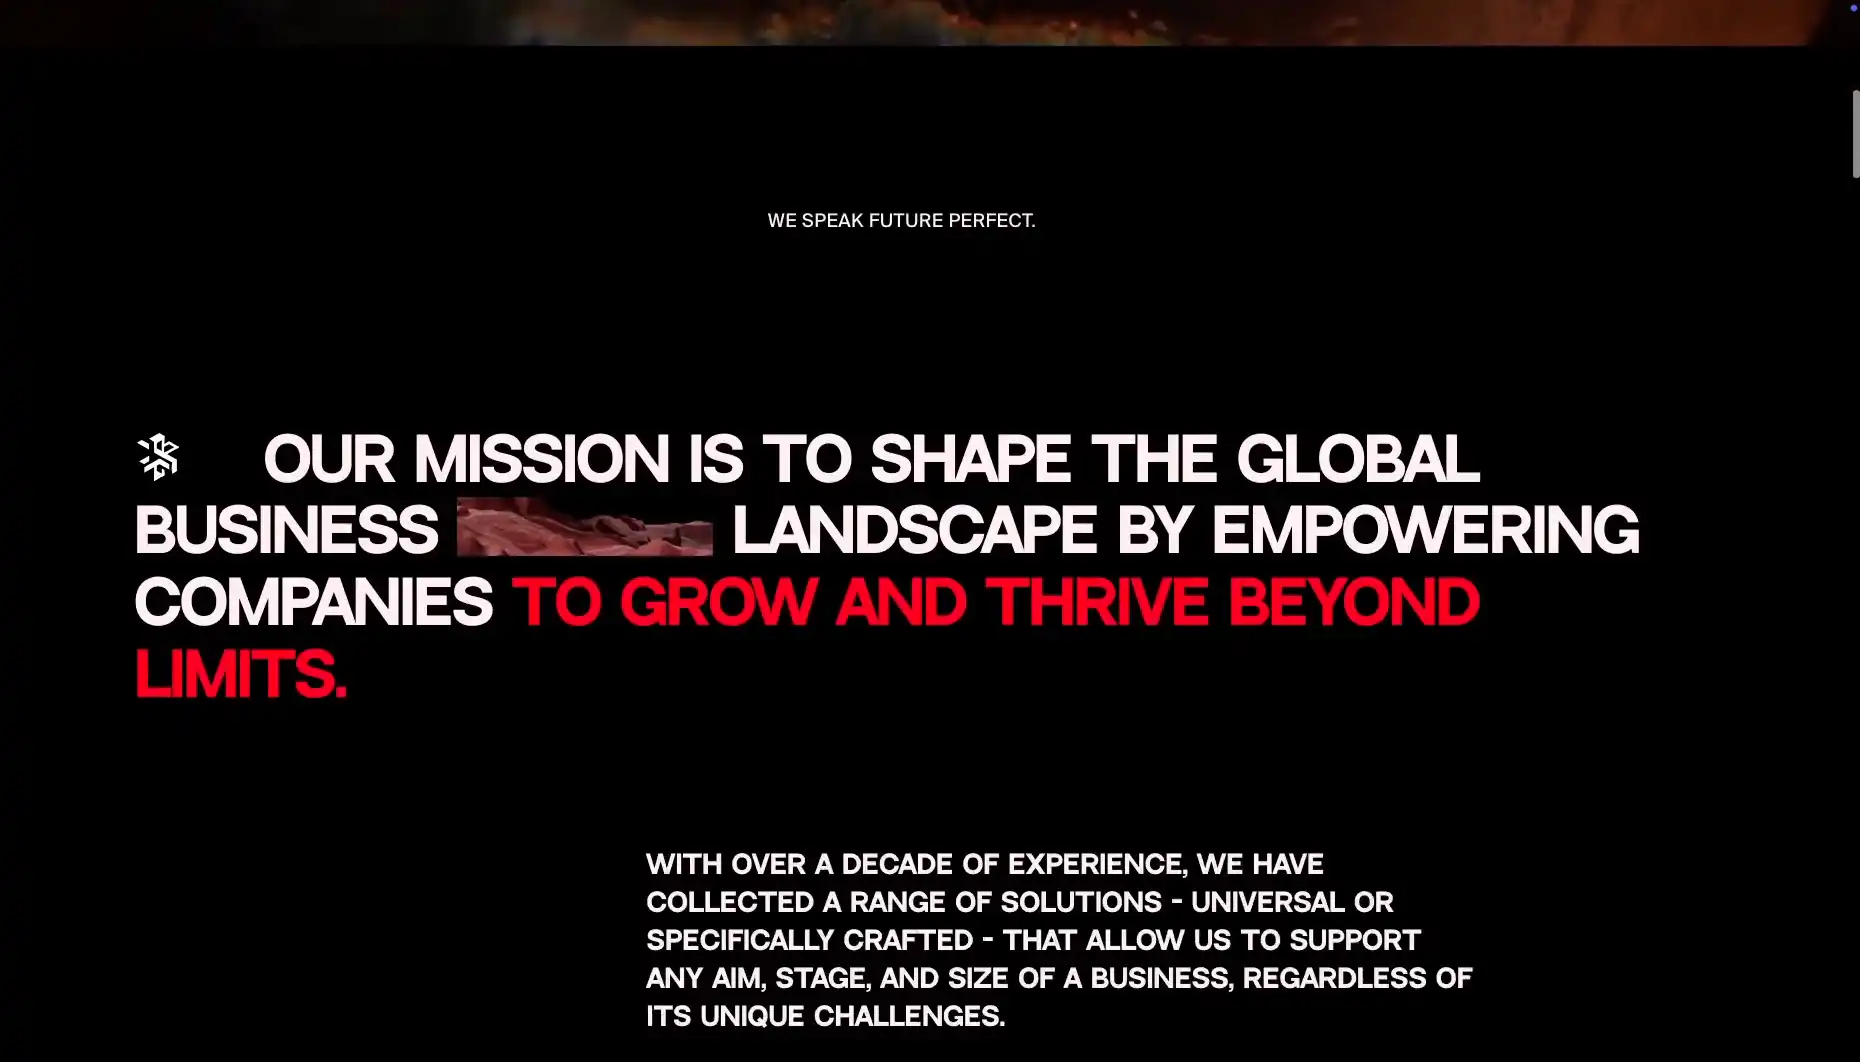 WE SPEAK FUTURE PERFECT.
OUR MISSION IS TO SHAPE THE GLOBAL
BUSINESS LANDSCAPE BY EMPOWERING
COMPANIES TO GROW AND THRIVE BEYOND
LIMITS.
WITH OVER A DECADE OF EXPERIENCE, WE HAVE
COLLECTED A RANGE OF SOLUTIONS - UNIVERSAL OR
SPECIFICALLY CRAFTED - THAT ALLOW US TO SUPPORT
ANY AIM, STAGE, AND SIZE OF A BUSINESS, REGARDLESS OF
ITS UNIQUE CHALLENGES.